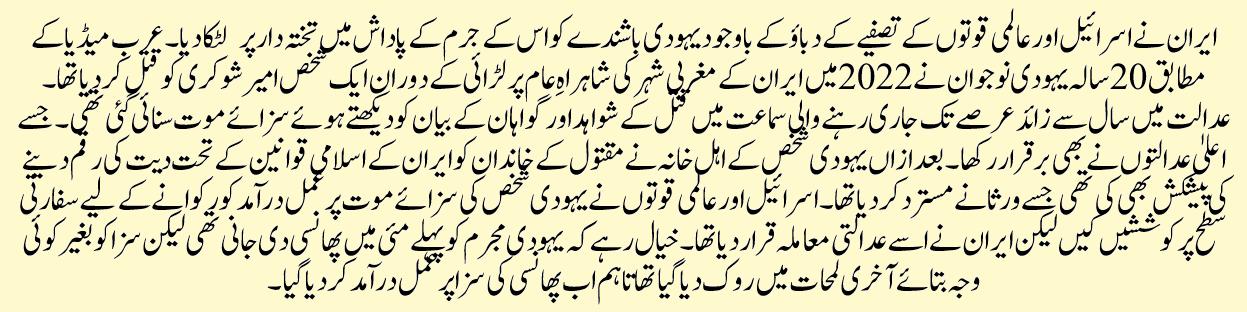 ایران نے اسرائیل اور عالمی قوتوں کے تصفیے کے دباؤ کے باوجود یہودی باشندے کو اس کے جرم کے پاداش میں تختہ دار پر لٹکا دیا۔ عرب میڈیا کے
مطابق 20 سالہ یہودی نوجوان نے 2022 میں ایران کے مغربی شہر کی شاہراہِ عام پر لڑائی کے دوران ایک شخص امیر شوکری کو قتل کر دیا تھا۔
عدالت میں سال سے زائد عرصے تک جاری رہنے والی سماعت میں قتل کے شواہد اور گواہان کے بیان کو دیکھتے ہوئے سزائے موت سنائی گئی تھی۔ جسے
اعلیٰ عدالتوں نے بھی برقرار رکھا۔ بعد ازاں یہودی شخص کے اہل خانہ نے مقتول کے خاندان کو ایران کے اسلامی قوانین کے تحت دیت کی رقم دینے
کی پیشکش بھی کی تھی جسے ورثا نے مسترد کر دیا تھا۔ اسرائیل اور عالمی قوتوں نے یہودی شخص کی سزائے موت پر عمل درآمد کو رکوانے کے لیے سفارتی
سطح پر کوششیں کیں لیکن ایران نے اسے عدالتی معاملہ قرار دیا تھا۔ خیال رہے کہ یہودی مجرم کو پہلے مئی میں پھانسی دی جانی تھی لیکن سزا کو بغیر کوئی
وجہ بتائے آخری لمحات میں روک دیا گیا تھا تاہم اب پھانسی کی سزا پر عمل درآمد کر دیا گیا۔